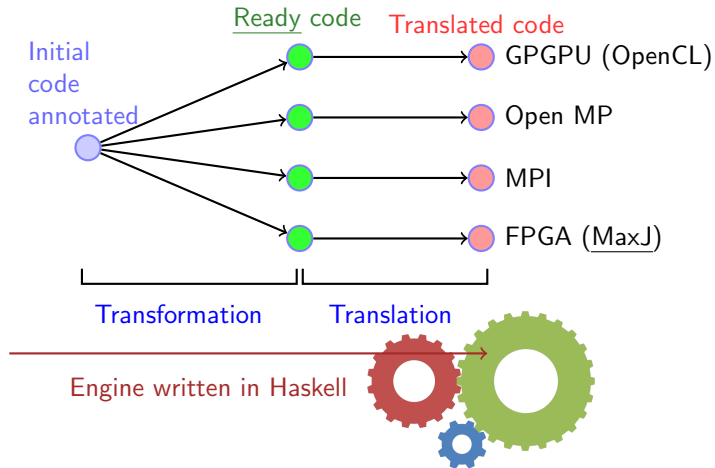 Ready code
Translated code
Initial
code
annotated
GPGPU (OpenCL)
Open MP
MPI
FPGA (MaxJ)
Transformation
Translation
Engine written in Haskell